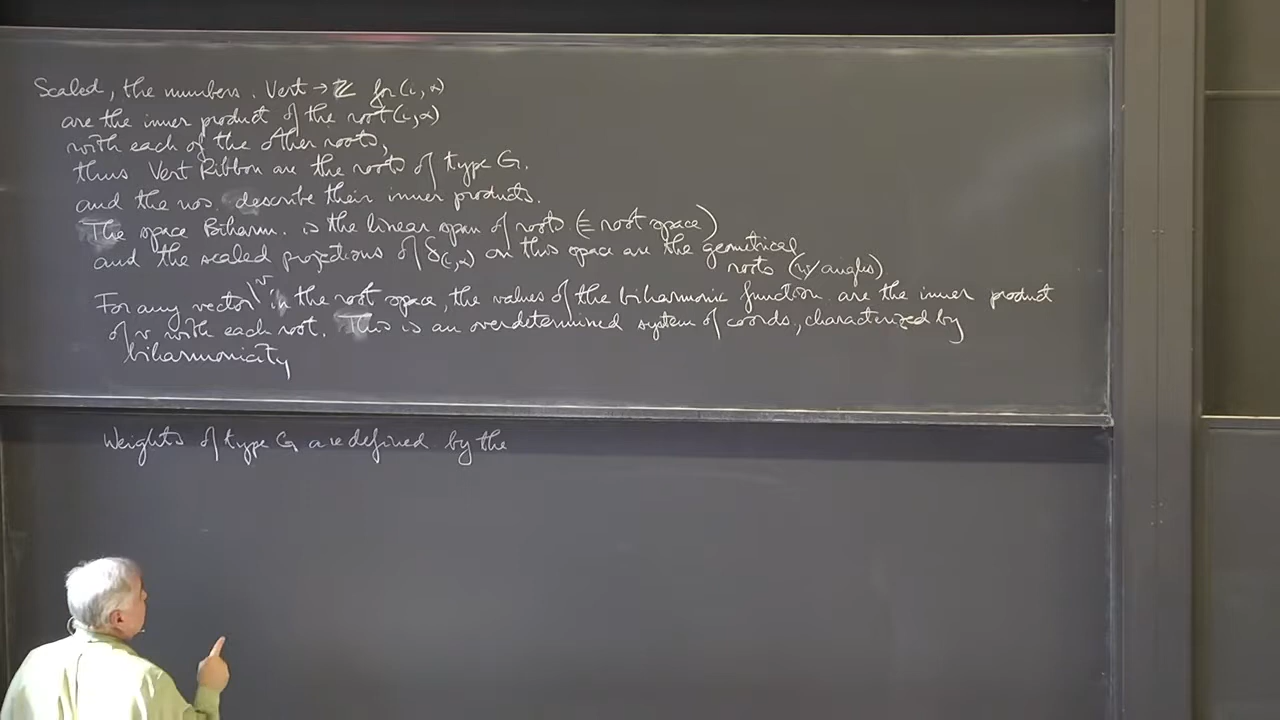 Scaled, the numbers. Vert → ℤ for (i, α)
are the inner product of the root (i, α)
with each of the other roots,
thus Vert Ribbon are the roots of type G.
and the nos describe their inner products.
The space Biharm. is the linear span of roots (≡ root space)
and the scaled projections of δ(i,α) on this space are the geometrical
roots (w/angles)
For any vector v in the root space, the values of the biharmonic function are the inner product
of v with each root. This is an overdetermined system of coords, characterized by
biharmonicity
Weights of type G are defined by the